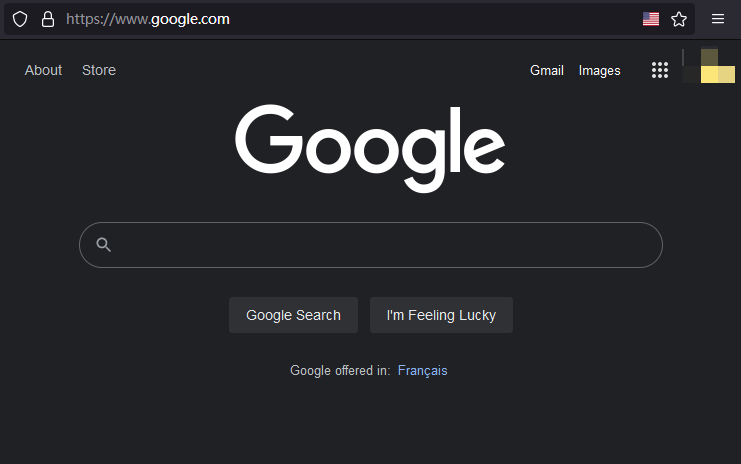 https://www.google.com
About Store Gmail Images
Google
Google Search I'm Feeling Lucky
Google offered in: Français